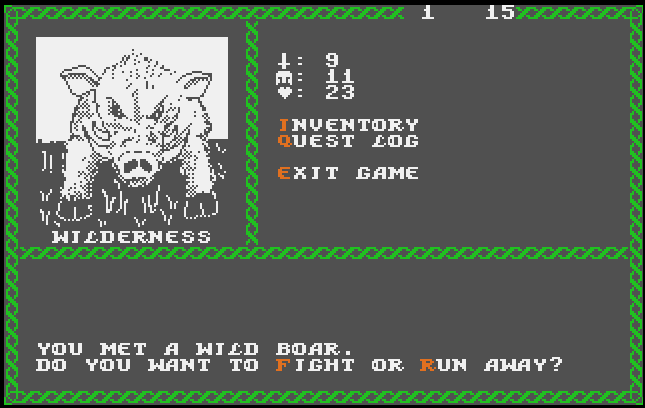 1 15
: 9
: 11
: 23
INVENTORY
QUEST LOG
EXIT GAME
WILDERNESS
YOU MET A WILD BOAR.
DO YOU WANT TO FIGHT OR RUN AWAY?